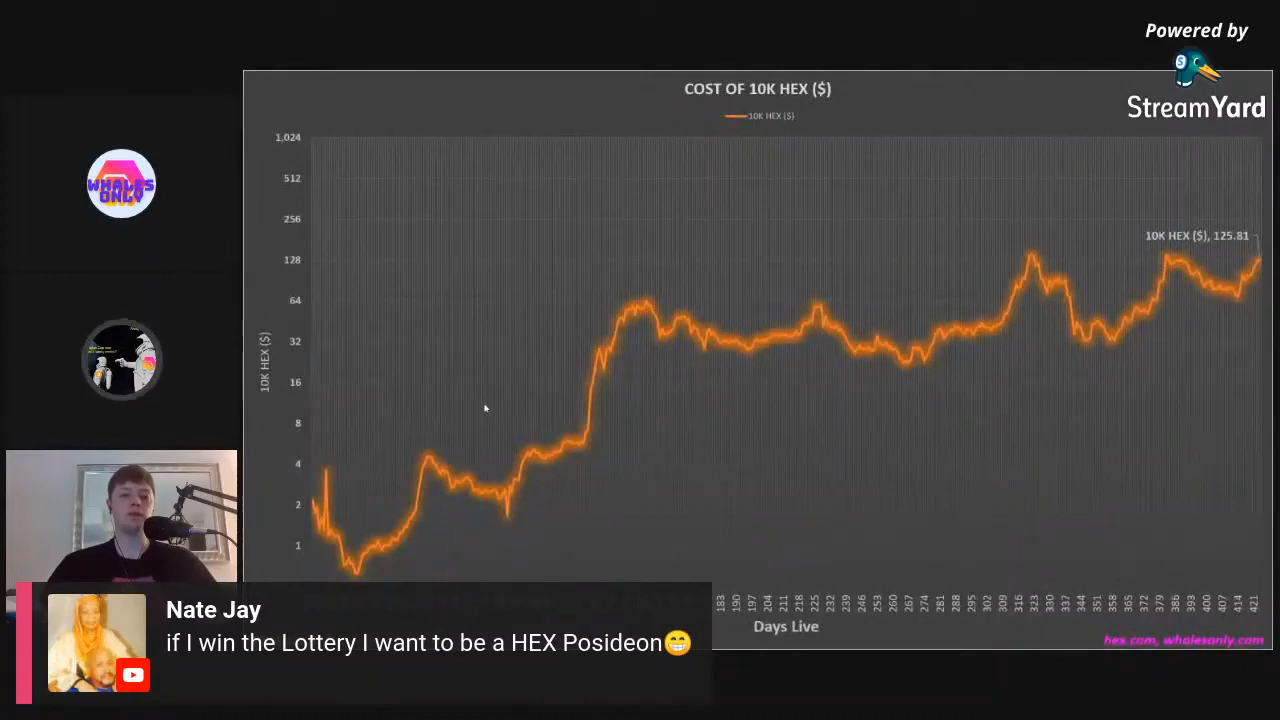 Powered by
StreamYard
COST OF 10K HEX ($)
10K HEX ($)
1,024
512
256
128
64
32
16
8
4
2
1
10K HEX ($)
10K HEX ($), 125.81
WHALES
ONLY
183 190 197 204 211 218 225 232 239 246 253 260 267 274 281 288 295 302 309 316 323 330 337 344 351 358 365 372 379 386 393 400 407 414 421
Days Live
hex.com, whalesonly.com
Nate Jay
if I win the Lottery I want to be a HEX Posideon😁